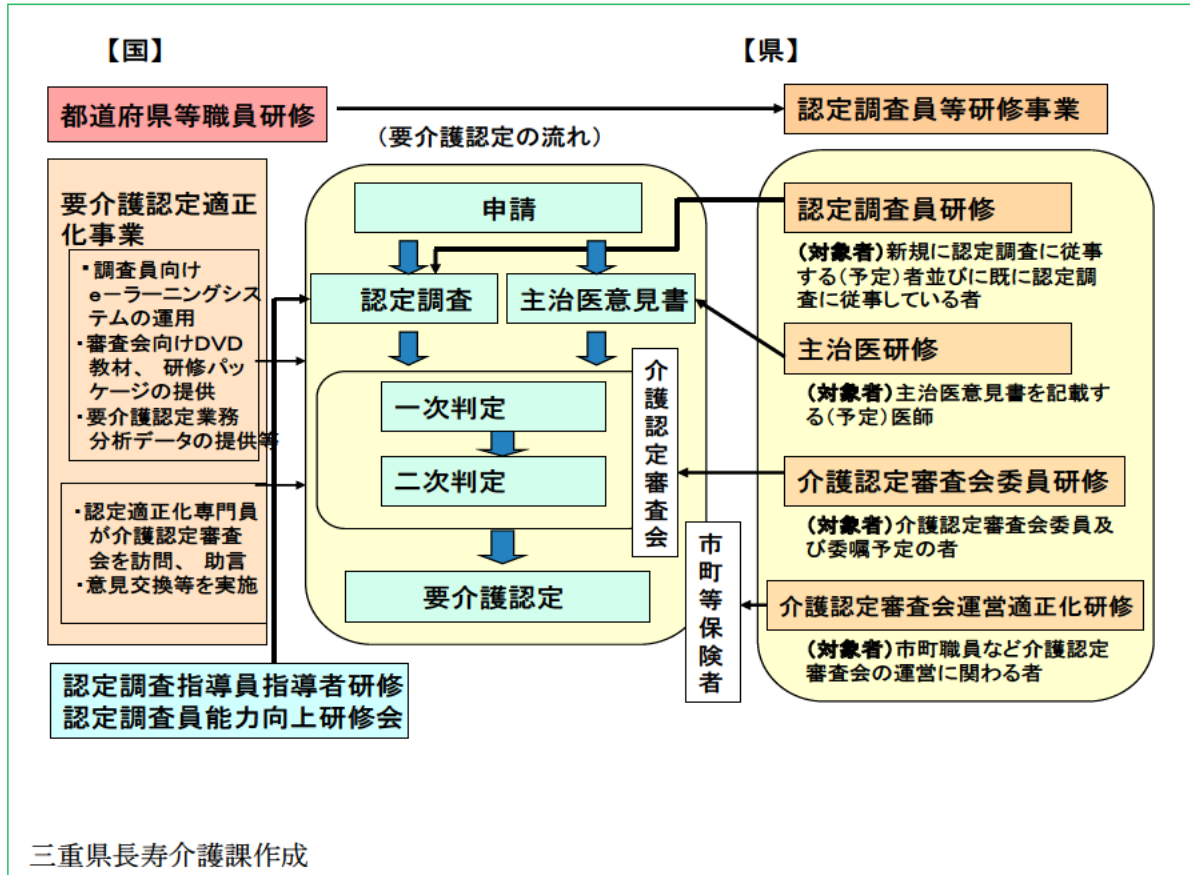 【国】
【県】
都道府県等職員研修
認定調査員等研修事業
(要介護認定の流れ)
要介護認定適正
化事業
・調査員向け
e－ラーニングシス
テムの運用
・審査会向けDVD
教材、研修パッ
ケージの提供
・要介護認定業務
分析データの提供等
・認定適正化専門員
が介護認定審査
会を訪問、助言
・意見交換等を実施
認定調査指導員指導者研修
認定調査員能力向上研修会
申請
認定調査
主治医意見書
一次判定
二次判定
要介護認定
介護認定審査会
市町等保険者
認定調査員研修
(対象者)新規に認定調査に従事
する(予定)者並びに既に認定調
査に従事している者
主治医研修
(対象者)主治医意見書を記載す
る(予定)医師
介護認定審査会委員研修
(対象者)介護認定審査会委員及
び委嘱予定の者
介護認定審査会運営適正化研修
(対象者)市町職員など介護認定
審査会の運営に関わる者
三重県長寿介護課作成